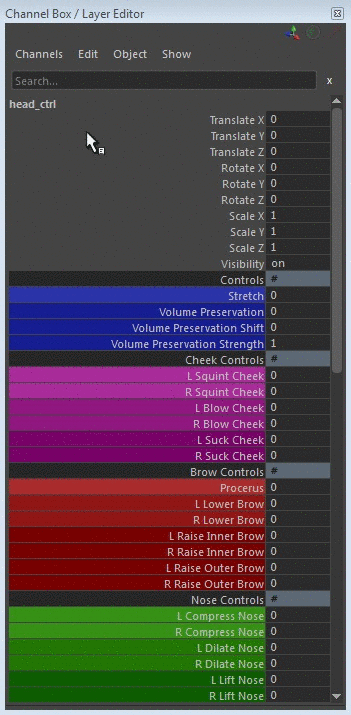 Channel Box / Layer Editor
Channels Edit Object Show
Search... x
head_ctrl
Translate X 0
Translate Y 0
Translate Z 0
Rotate X 0
Rotate Y 0
Rotate Z 0
Scale X 1
Scale Y 1
Scale Z 1
Visibility on
Controls #
Stretch 0
Volume Preservation 0
Volume Preservation Shift 0
Volume Preservation Strength 1
Cheek Controls #
L Squint Cheek 0
R Squint Cheek 0
L Blow Cheek 0
R Blow Cheek 0
L Suck Cheek 0
R Suck Cheek 0
Brow Controls #
Procerus 0
L Lower Brow 0
R Lower Brow 0
L Raise Inner Brow 0
R Raise Inner Brow 0
L Raise Outer Brow 0
R Raise Outer Brow 0
Nose Controls #
L Compress Nose 0
R Compress Nose 0
L Dilate Nose 0
R Dilate Nose 0
L Lift Nose 0
R Lift Nose 0